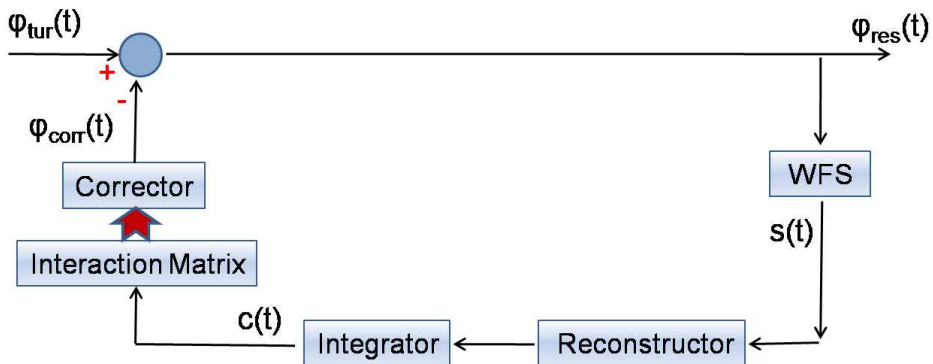 φtur(t)
φres(t)
+
-
φcorr(t)
Corrector
WFS
s(t)
Interaction Matrix
c(t)
Integrator
Reconstructor